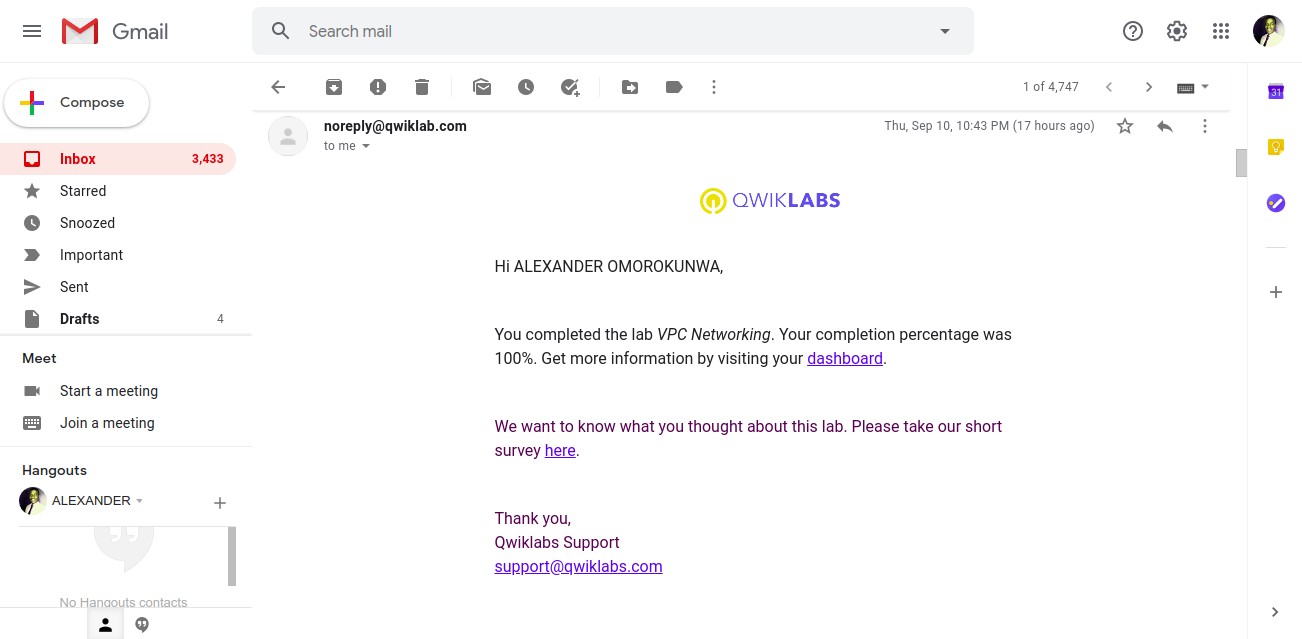 Gmail
Search mail
Compose
1 of 4,747
31
Inbox 3,433
Starred
Snoozed
Important
Sent
Drafts 4
Meet
Start a meeting
Join a meeting
Hangouts
ALEXANDER
No Hangouts contacts
noreply@qwiklab.com
Thu, Sep 10, 10:43 PM (17 hours ago)
to me
QWIKLABS
Hi ALEXANDER OMOROKUNWA,
You completed the lab VPC Networking. Your completion percentage was
100%. Get more information by visiting your dashboard.
We want to know what you thought about this lab. Please take our short
survey here.
Thank you,
Qwiklabs Support
support@qwiklabs.com